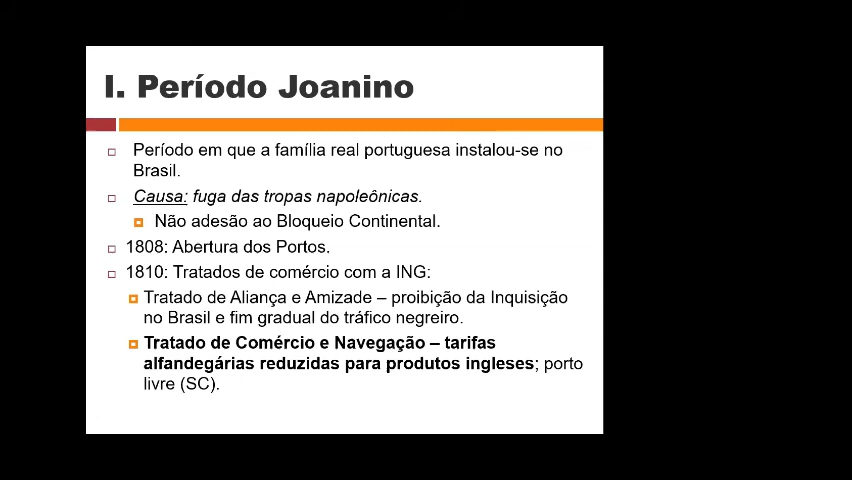 I. Período Joanino
Período em que a família real portuguesa instalou-se no
Brasil.
Causa: fuga das tropas napoleônicas.
Não adesão ao Bloqueio Continental.
1808: Abertura dos Portos.
1810: Tratados de comércio com a ING:
Tratado de Aliança e Amizade – proibição da Inquisição
no Brasil e fim gradual do tráfico negreiro.
Tratado de Comércio e Navegação – tarifas
alfandegárias reduzidas para produtos ingleses; porto
livre (SC).